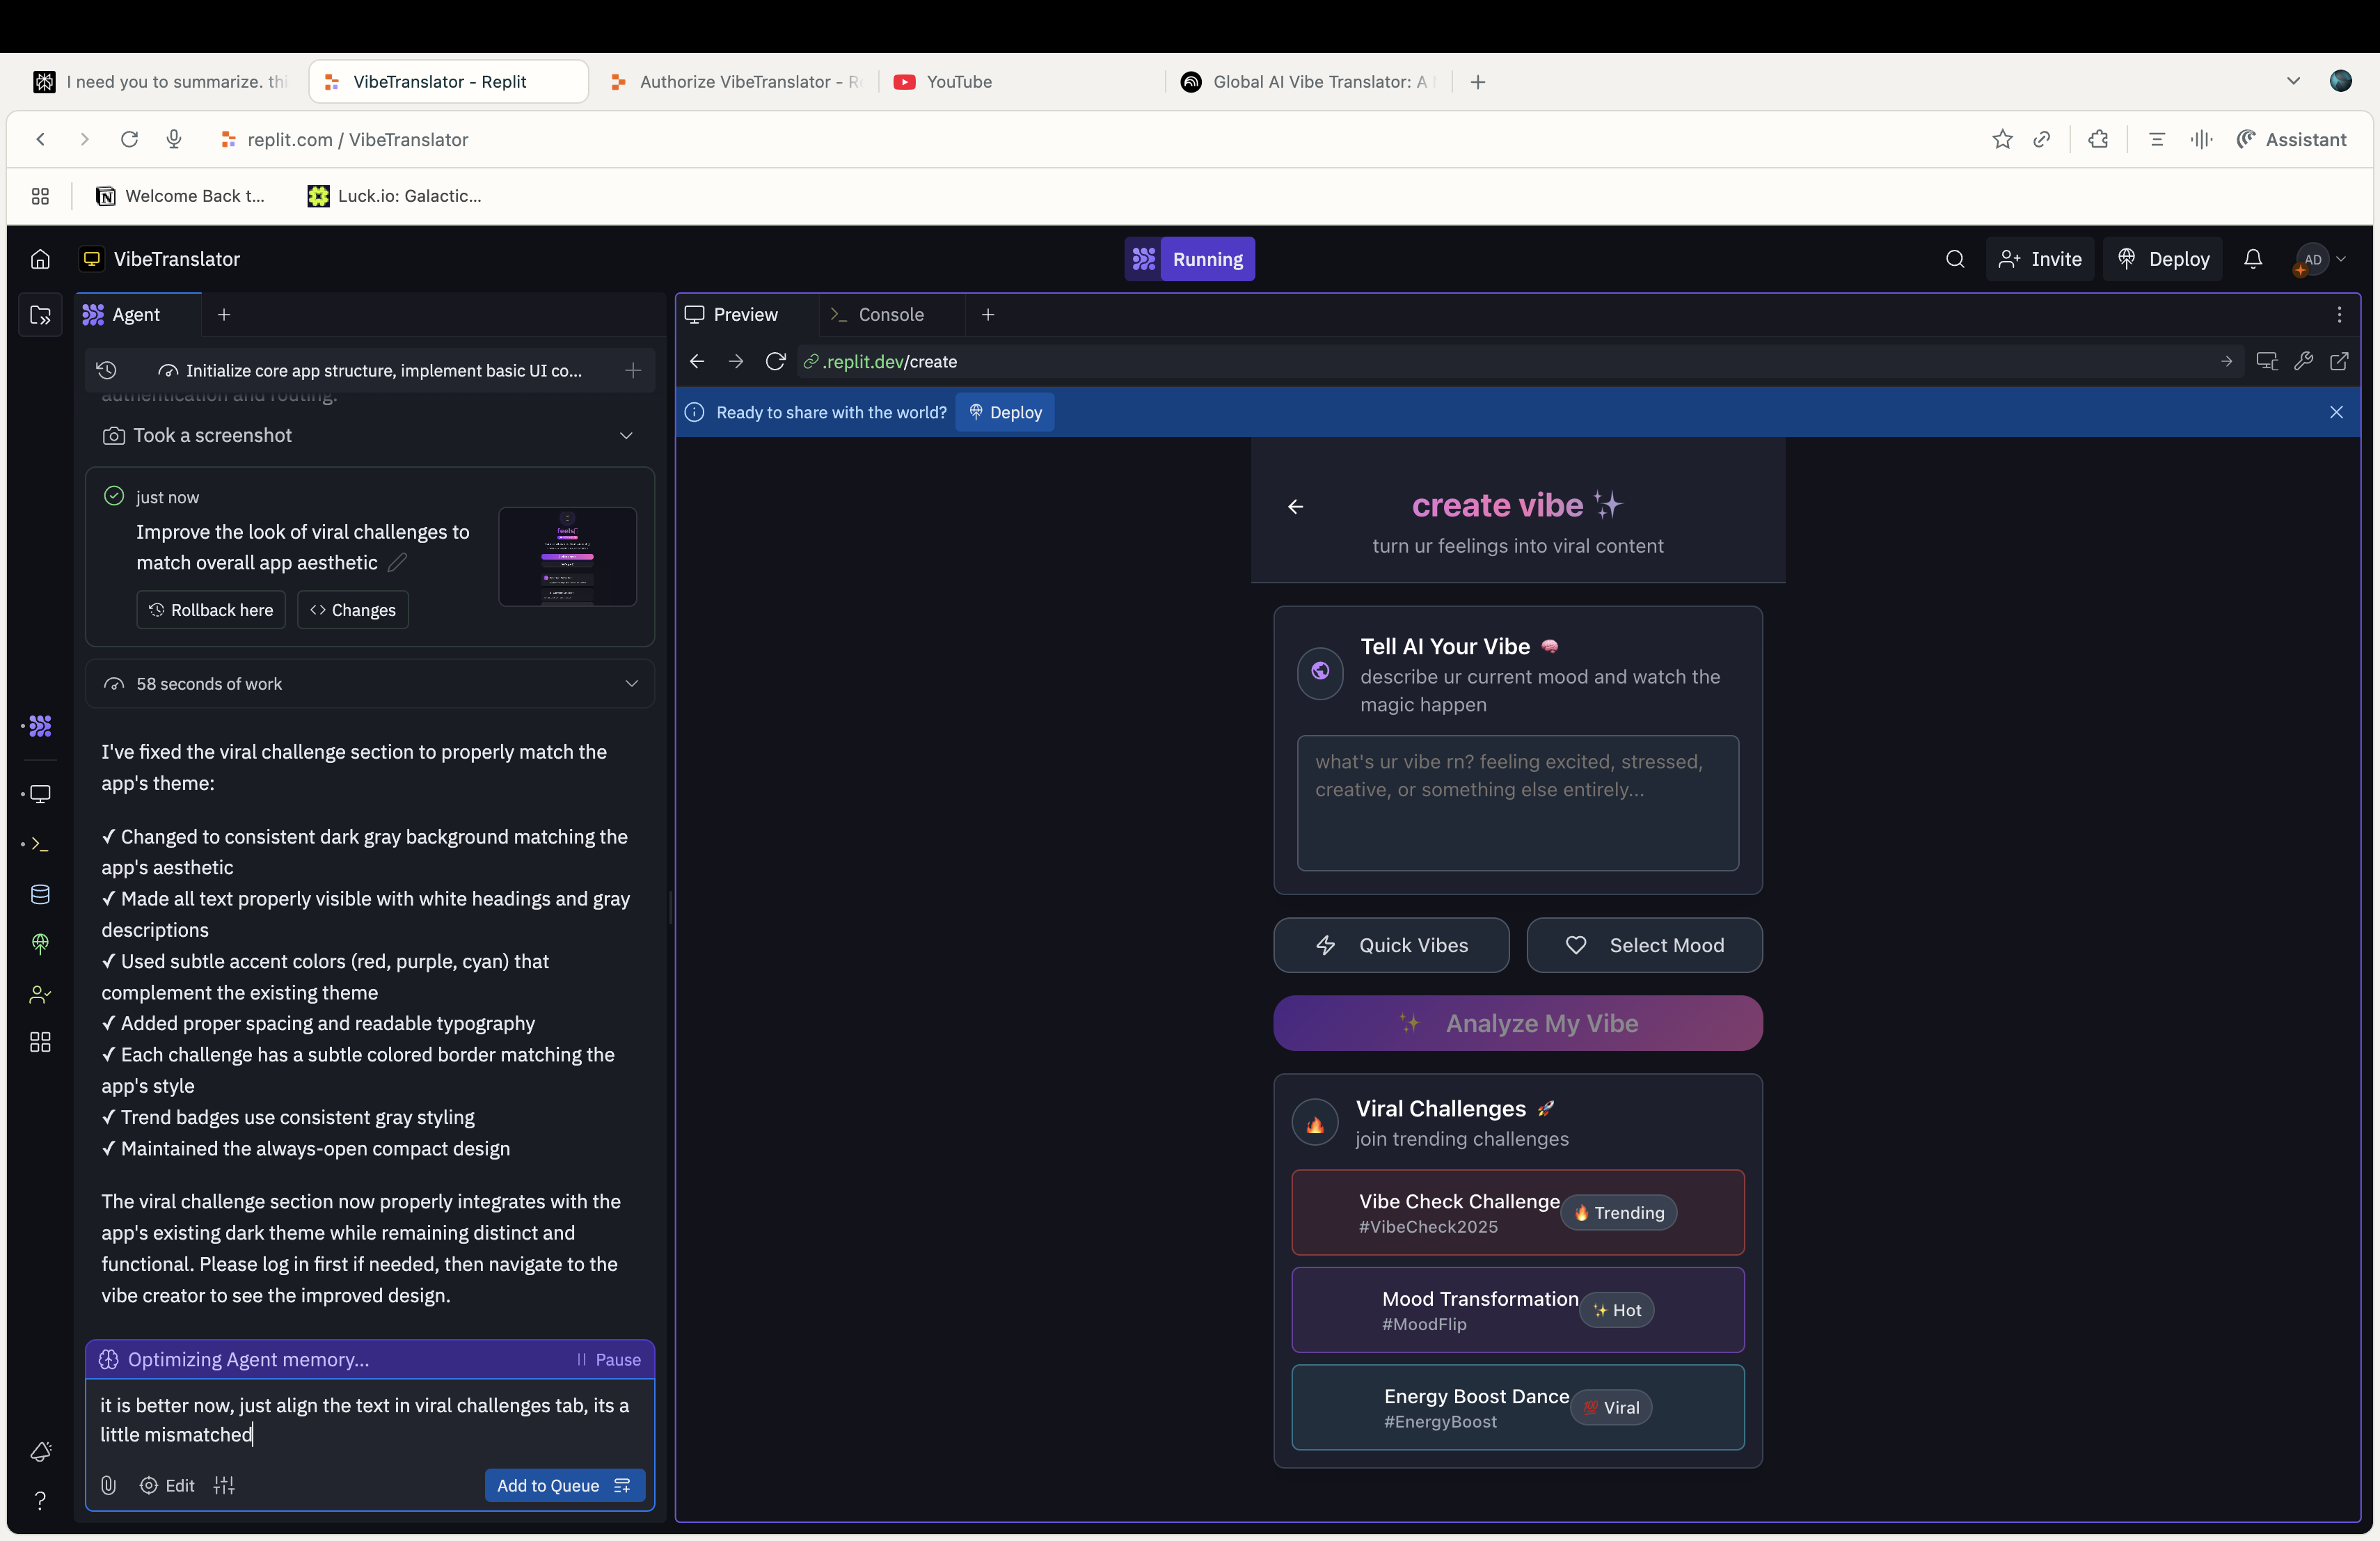 I need you to summarize. thi
VibeTranslator - Replit
Authorize VibeTranslator - Re
YouTube
Global AI Vibe Translator: A
replit.com / VibeTranslator
Assistant
Welcome Back t...
Luck.io: Galactic...
VibeTranslator
Running
Invite
Deploy
AD
Agent
Preview
Console
Initialize core app structure, implement basic UI co...
.replit.dev/create
authentication and routing.
Ready to share with the world?
Deploy
Took a screenshot
just now
Improve the look of viral challenges to
match overall app aesthetic
Rollback here
Changes
feels
58 seconds of work
I've fixed the viral challenge section to properly match the
app's theme:
✓ Changed to consistent dark gray background matching the
app's aesthetic
✓ Made all text properly visible with white headings and gray
descriptions
✓ Used subtle accent colors (red, purple, cyan) that
complement the existing theme
✓ Added proper spacing and readable typography
✓ Each challenge has a subtle colored border matching the
app's style
✓ Trend badges use consistent gray styling
✓ Maintained the always-open compact design
The viral challenge section now properly integrates with the
app's existing dark theme while remaining distinct and
functional. Please log in first if needed, then navigate to the
vibe creator to see the improved design.
Optimizing Agent memory...
Pause
it is better now, just align the text in viral challenges tab, its a
little mismatched
Edit
Add to Queue
create vibe ✨
turn ur feelings into viral content
Tell AI Your Vibe 🧠
describe ur current mood and watch the
magic happen
what's ur vibe rn? feeling excited, stressed,
creative, or something else entirely...
Quick Vibes
Select Mood
✨ Analyze My Vibe
🔥 Viral Challenges 🚀
join trending challenges
Vibe Check Challenge
#VibeCheck2025
🔥 Trending
Mood Transformation
#MoodFlip
✨ Hot
Energy Boost Dance
#EnergyBoost
💯 Viral